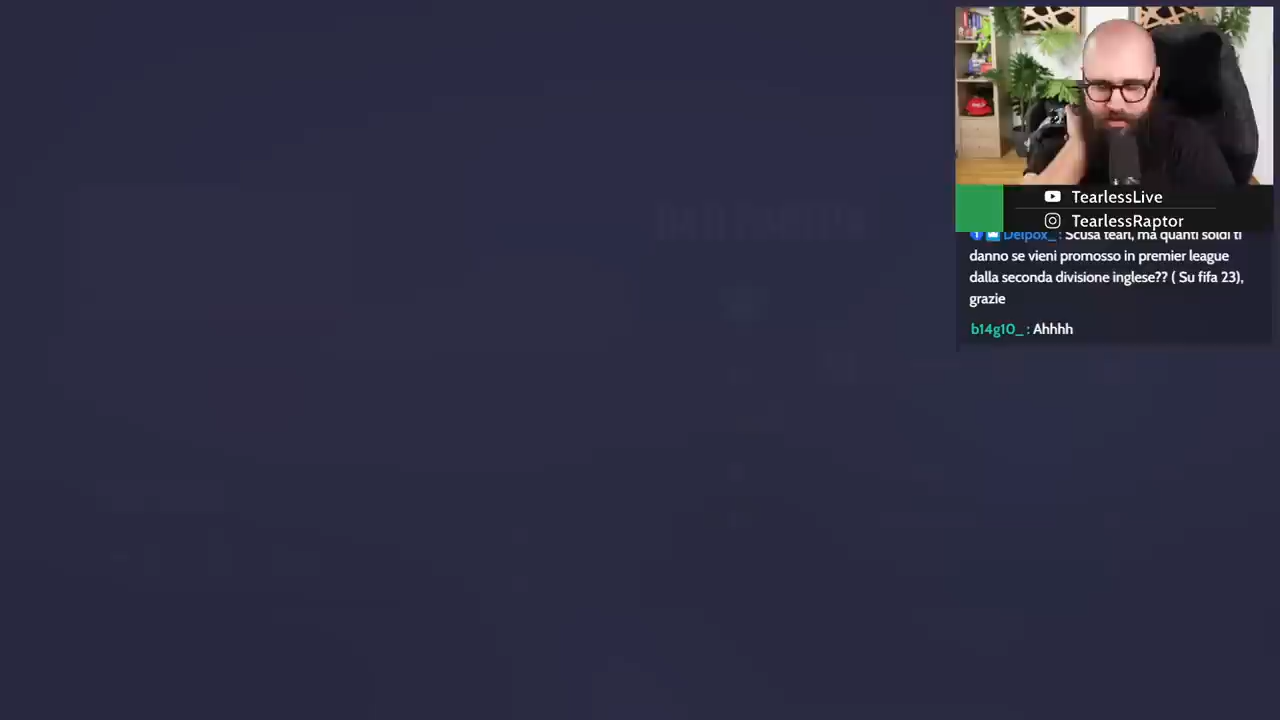 TearlessLive
TearlessRaptor
Delpox_ : Scusa tearl, ma quanti soldi ti
danno se vieni promosso in premier league
dalla seconda divisione inglese?? ( Su fifa 23),
grazie
b14g10_ : Ahhhh